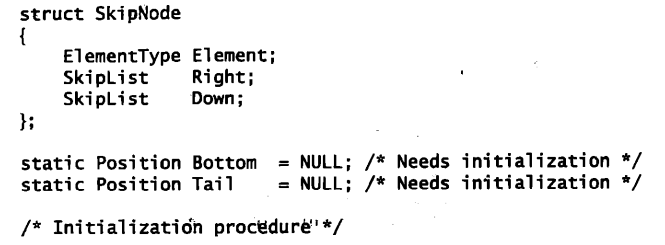 struct SkipNode
{
    ElementType Element;
    SkipList    Right;
    SkipList    Down;
};
static Position Bottom  = NULL; /* Needs initialization */
static Position Tail    = NULL; /* Needs initialization */
/* Initialization procedure */